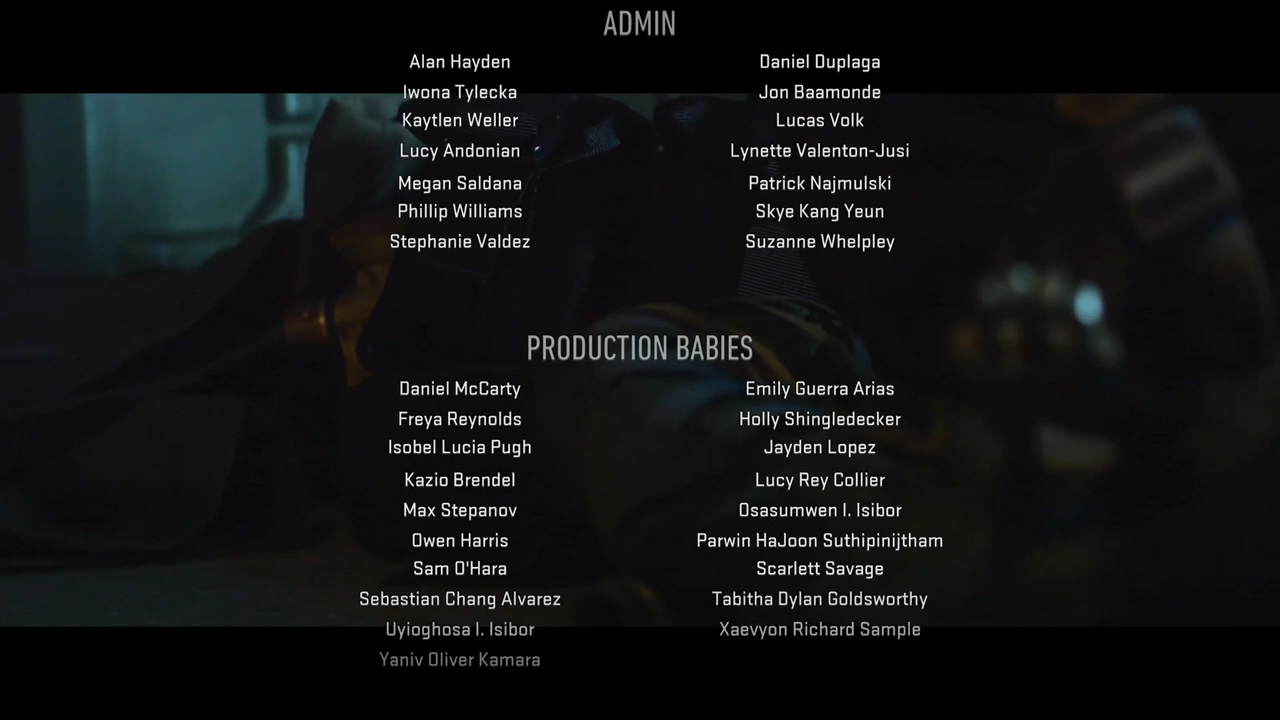 ADMIN
Alan Hayden Daniel Duplaga
Iwona Tylecka Jon Baamonde
Kaytlen Weller Lucas Volk
Lucy Andonian Lynette Valenton-Jusi
Megan Saldana Patrick Najmulski
Phillip Williams Skye Kang Yeun
Stephanie Valdez Suzanne Whelpley
PRODUCTION BABIES
Daniel McCarty Emily Guerra Arias
Freya Reynolds Holly Shingledecker
Isobel Lucia Pugh Jayden Lopez
Kazio Brendel Lucy Rey Collier
Max Stepanov Osasumwen I. Isibor
Owen Harris Parwin HaJoon Suthipinijtham
Sam O'Hara Scarlett Savage
Sebastian Chang Alvarez Tabitha Dylan Goldsworthy
Uyioghosa I. Isibor Xaevyon Richard Sample
Yaniv Oliver Kamara